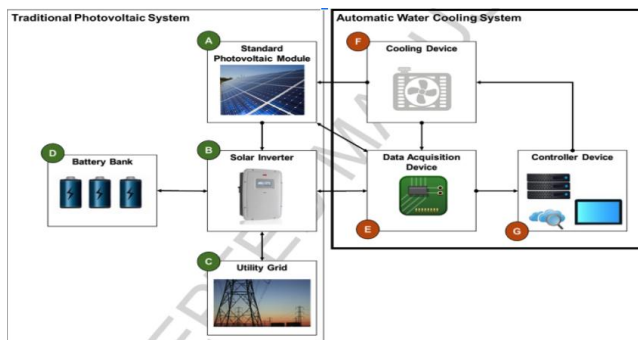 Traditional Photovoltaic System
Automatic Water Cooling System
A
Standard
Photovoltaic Module
F
Cooling Device
D
Battery Bank
B
Solar Inverter
Data Acquisition
Device
E
Controller Device
G
C
Utility Grid